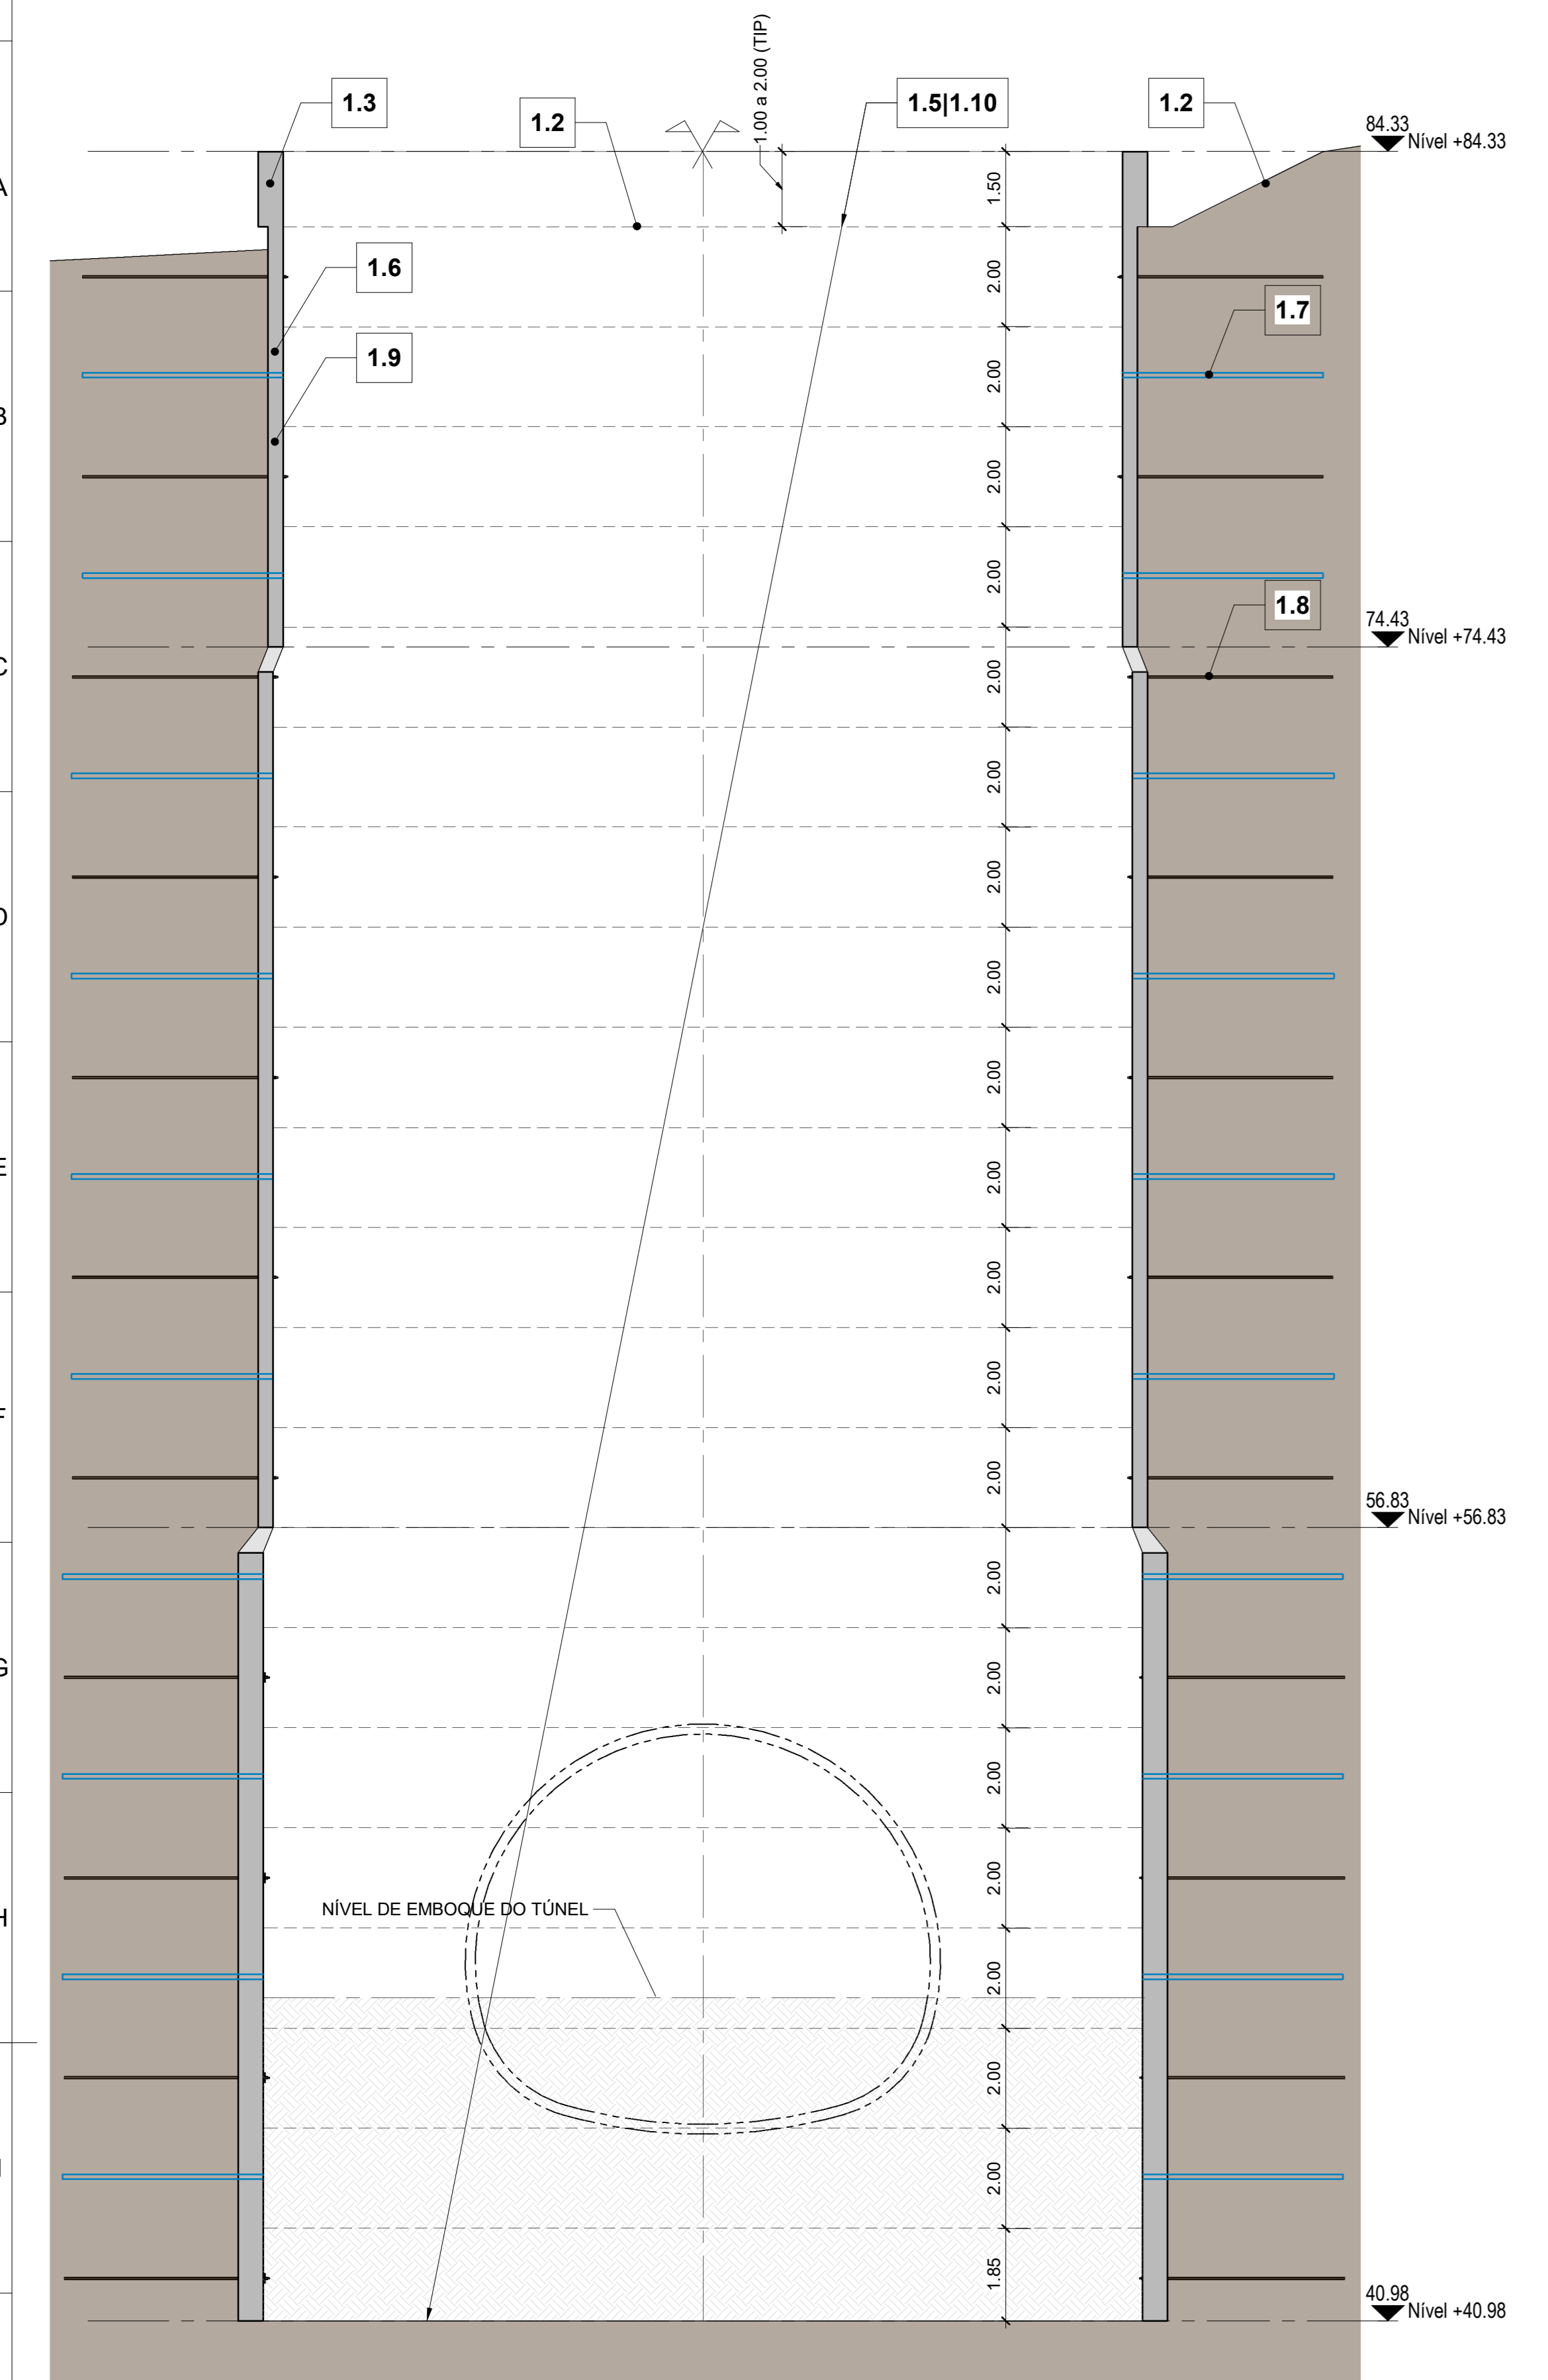 1.00 a 2.00 (TIP)
1.3
1.2
1.5|1.10
1.2
84.33
Nível +84.33
A
1.50
1.6
2.00
1.7
1.9
2.00
B
2.00
2.00
1.8
74.43
Nível +74.43
C
2.00
2.00
2.00
D
2.00
2.00
E
2.00
2.00
2.00
F
2.00
56.83
Nível +56.83
2.00
G
2.00
2.00
2.00
NÍVEL DE EMBOQUE DO TÚNEL
H
2.00
2.00
I
2.00
1.85
40.98
Nível +40.98